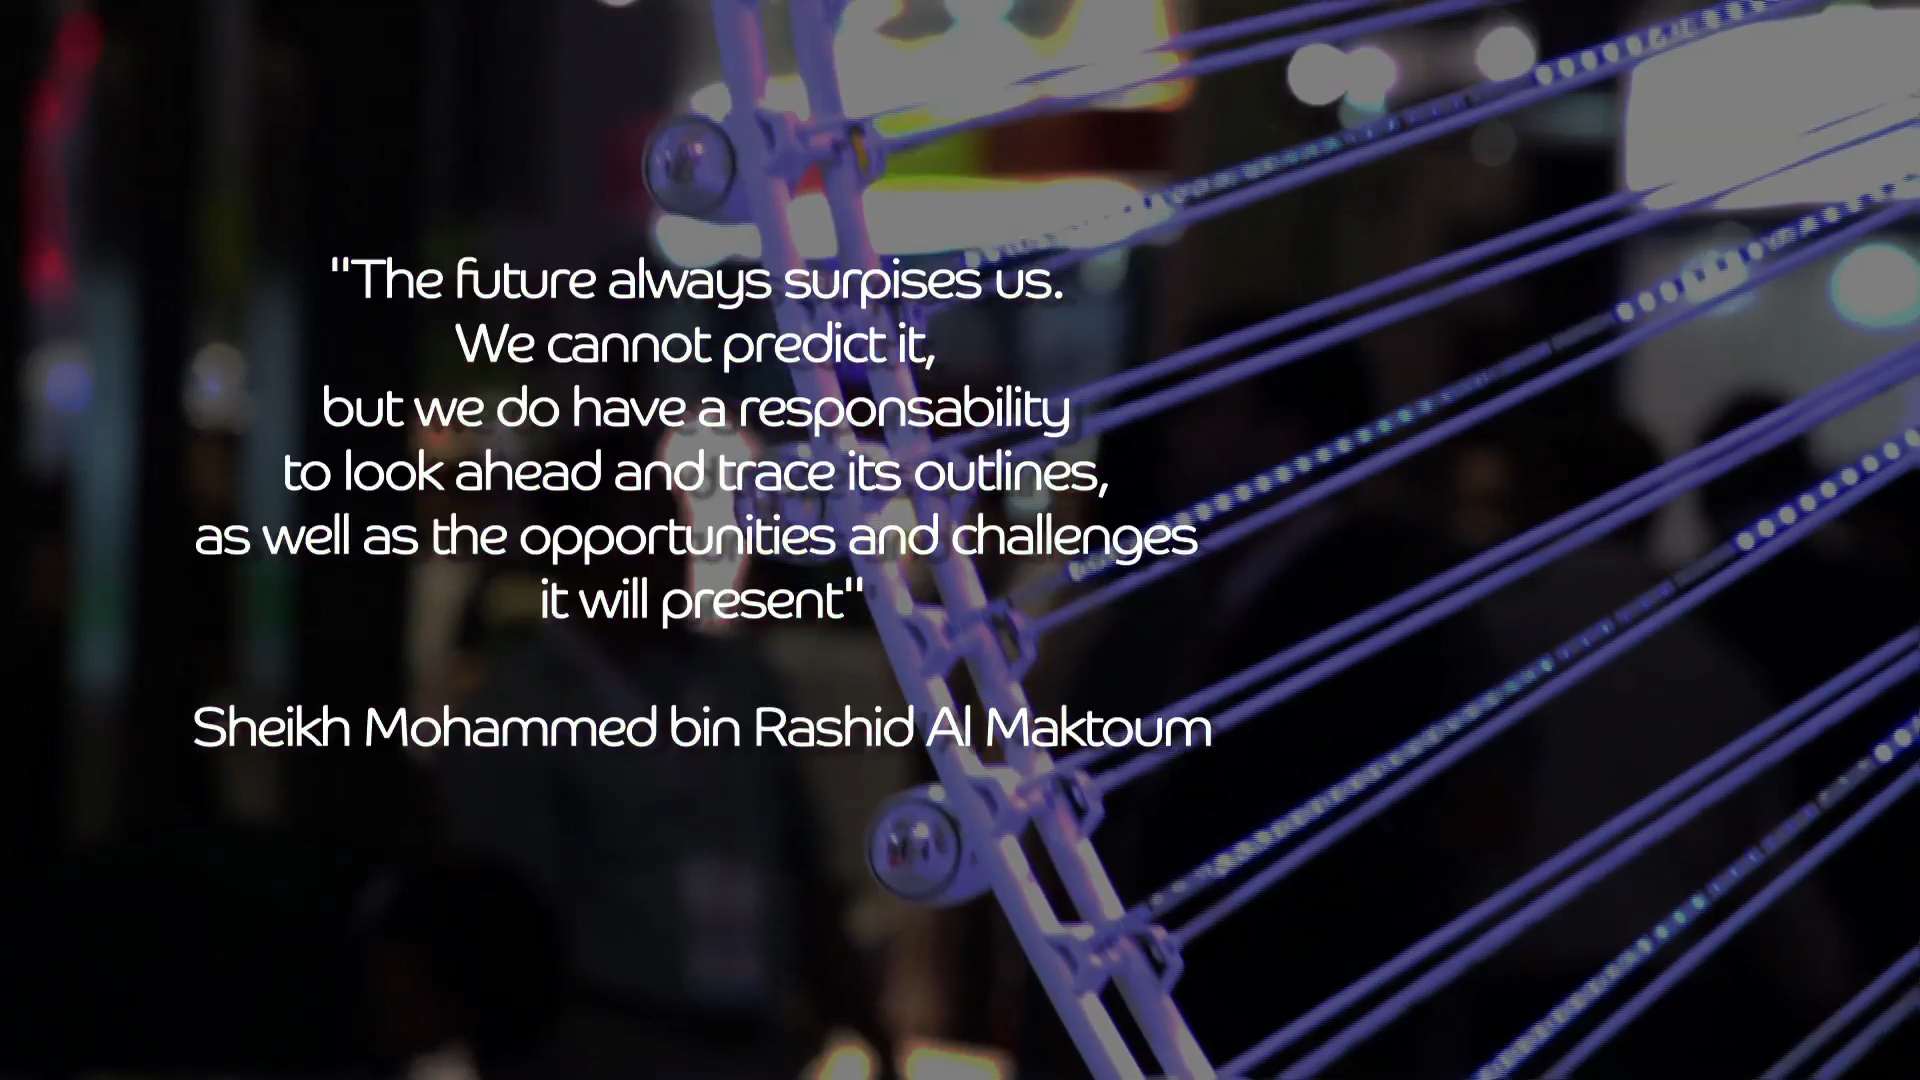 "The future always surpises us.
We cannot predict it,
but we do have a responsability
to look ahead and trace its outlines,
as well as the opportunities and challenges
it will present"
Sheikh Mohammed bin Rashid Al Maktoum